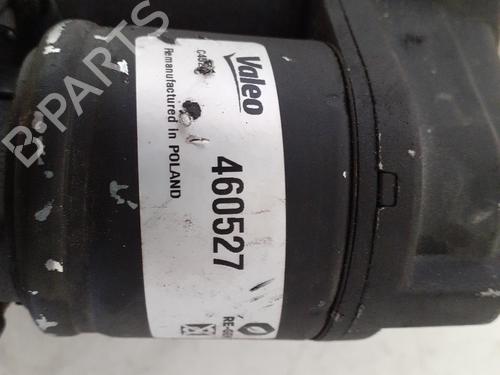 Valeo
Remanufactured in POLAND
460527
B-PARTS